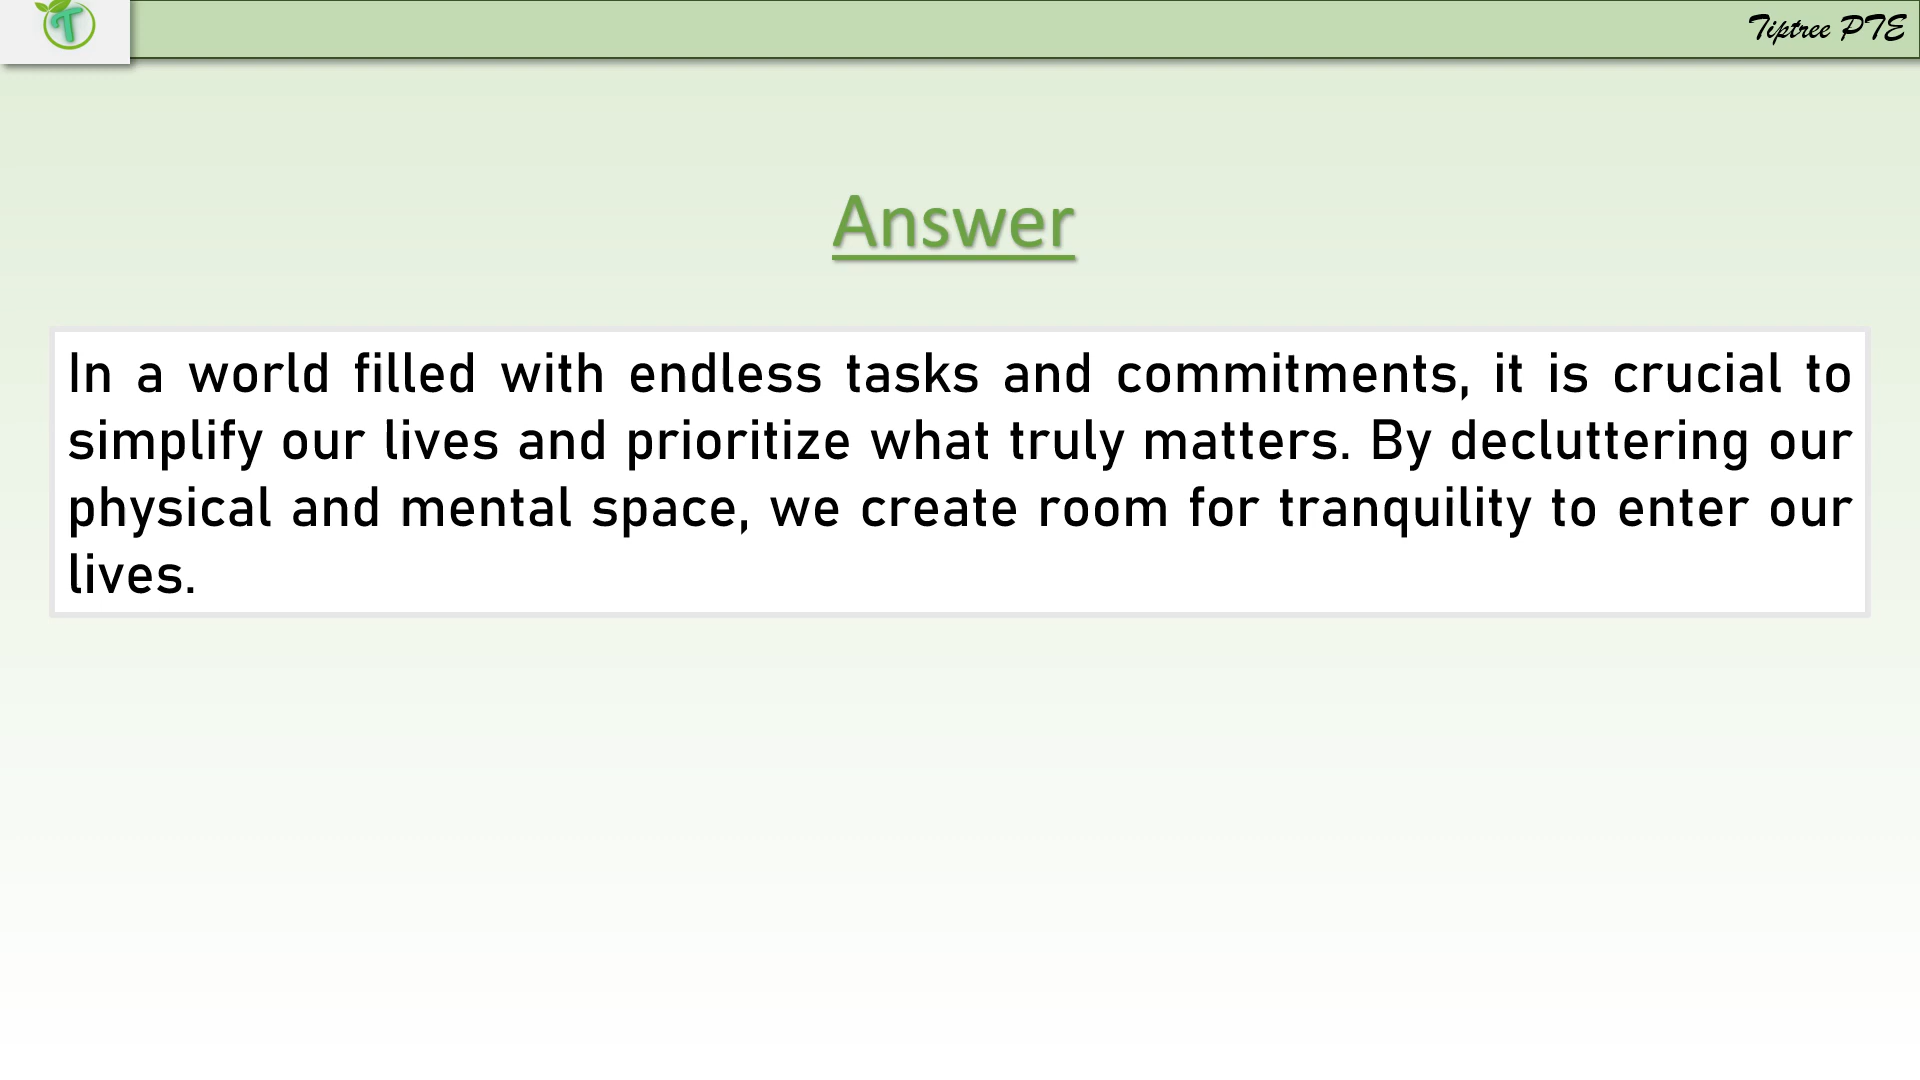 T
Tiptree PTE
Answer
In a world filled with endless tasks and commitments, it is crucial to
simplify our lives and prioritize what truly matters. By decluttering our
physical and mental space, we create room for tranquility to enter our
lives.